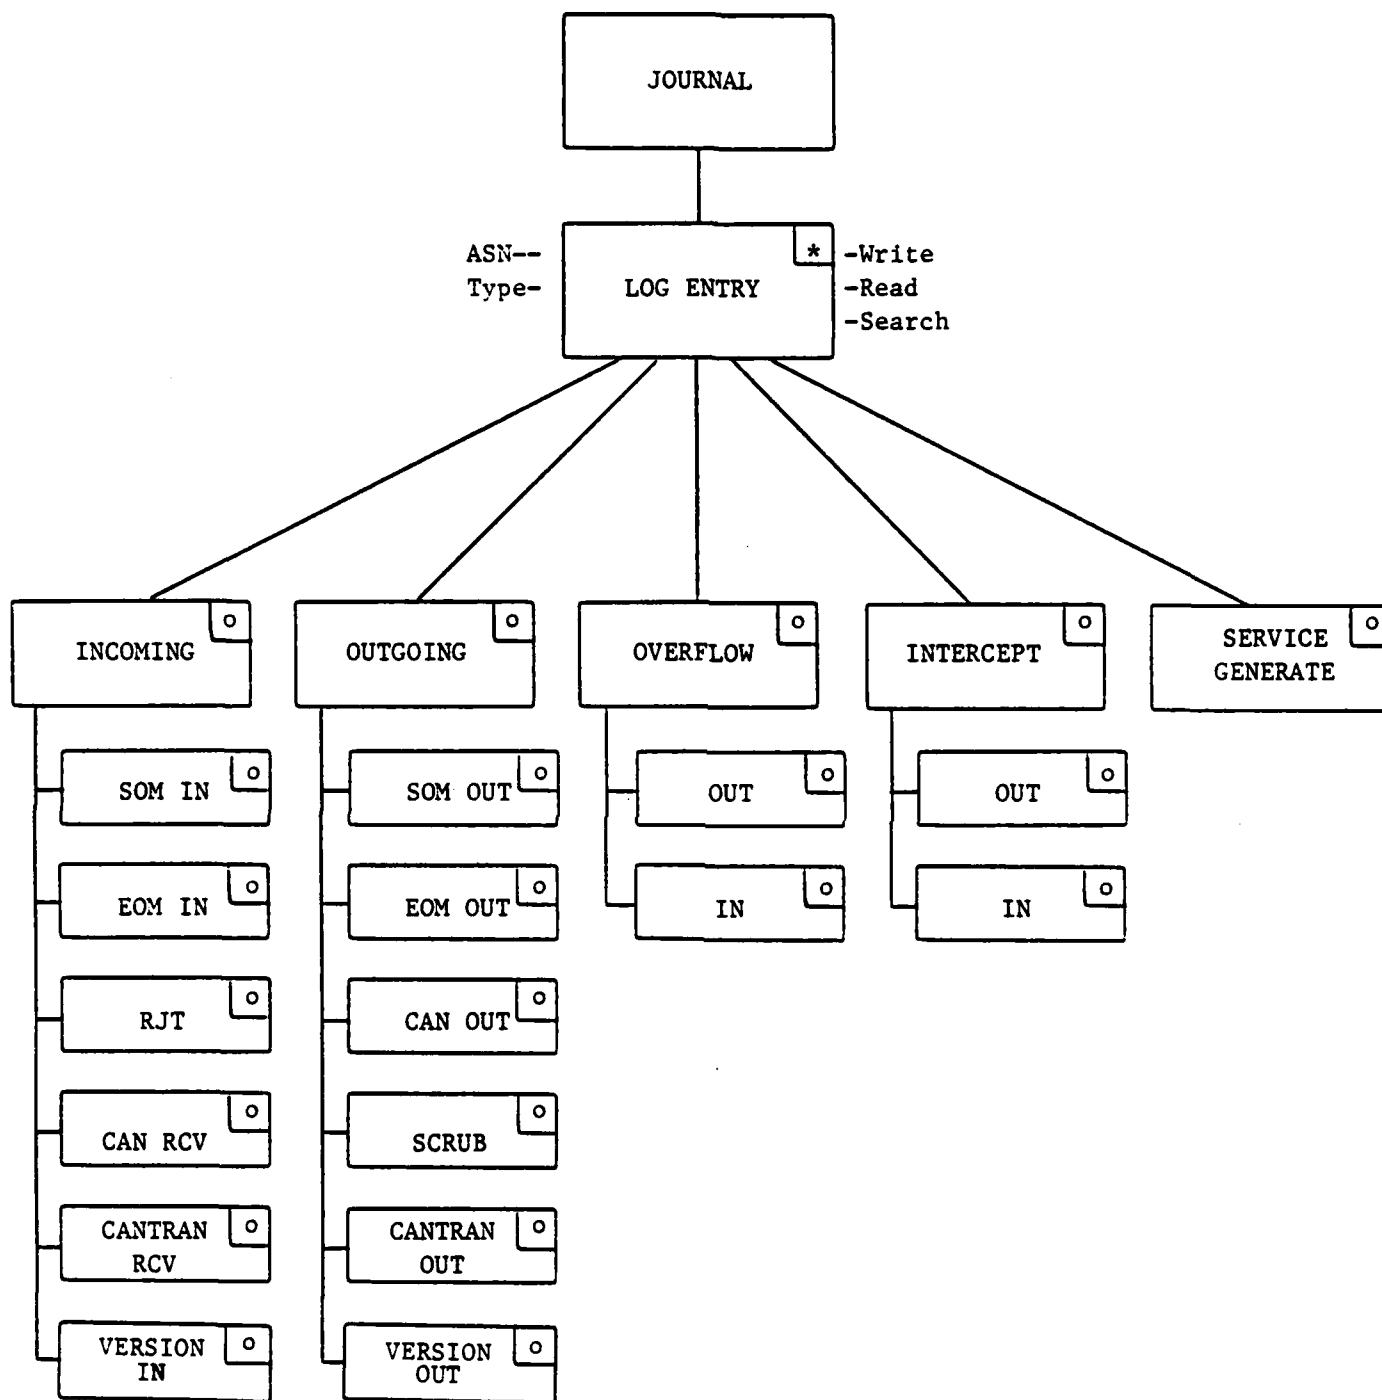 JOURNAL
ASN--
Type-
LOG ENTRY
*
-Write
-Read
-Search
INCOMING
o
OUTGOING
o
OVERFLOW
o
INTERCEPT
o
SERVICE
GENERATE
o
SOM IN
o
SOM OUT
o
OUT
o
OUT
o
EOM IN
o
EOM OUT
o
IN
o
IN
o
RJT
o
CAN OUT
o
CAN RCV
o
SCRUB
o
CANTRAN
RCV
o
CANTRAN
OUT
o
VERSION
IN
o
VERSION
OUT
o